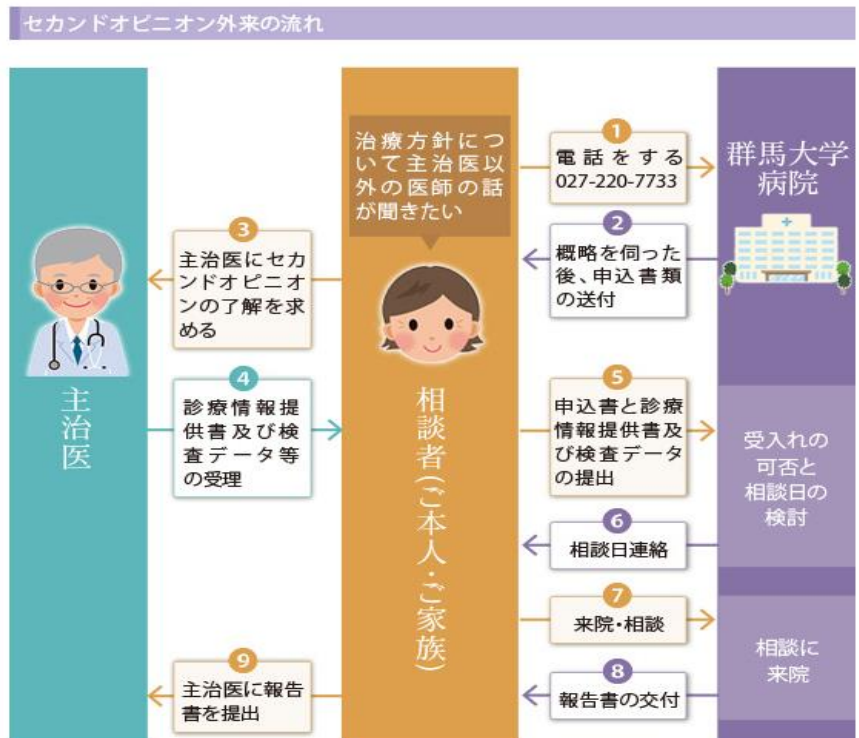 セカンドオピニオン外来の流れ
治療方針につ
いて主治医以
外の医師の話
が聞きたい
1
電話をする
027-220-7733
群馬大学
病院
2
概略を伺った
後、申込書類
の送付
3
主治医にセカ
ンドオピニオ
ンの了解を求
める
主治医
4
診療情報提
供書及び検
査データ等
の受理
相談者(ご本人・ご家族)
5
申込書と診療
情報提供書及
び検査データ
の提出
受入れの
可否と
相談日の
検討
6
相談日連絡
7
来院・相談
相談に
来院
8
報告書の交付
9
主治医に報告
書を提出